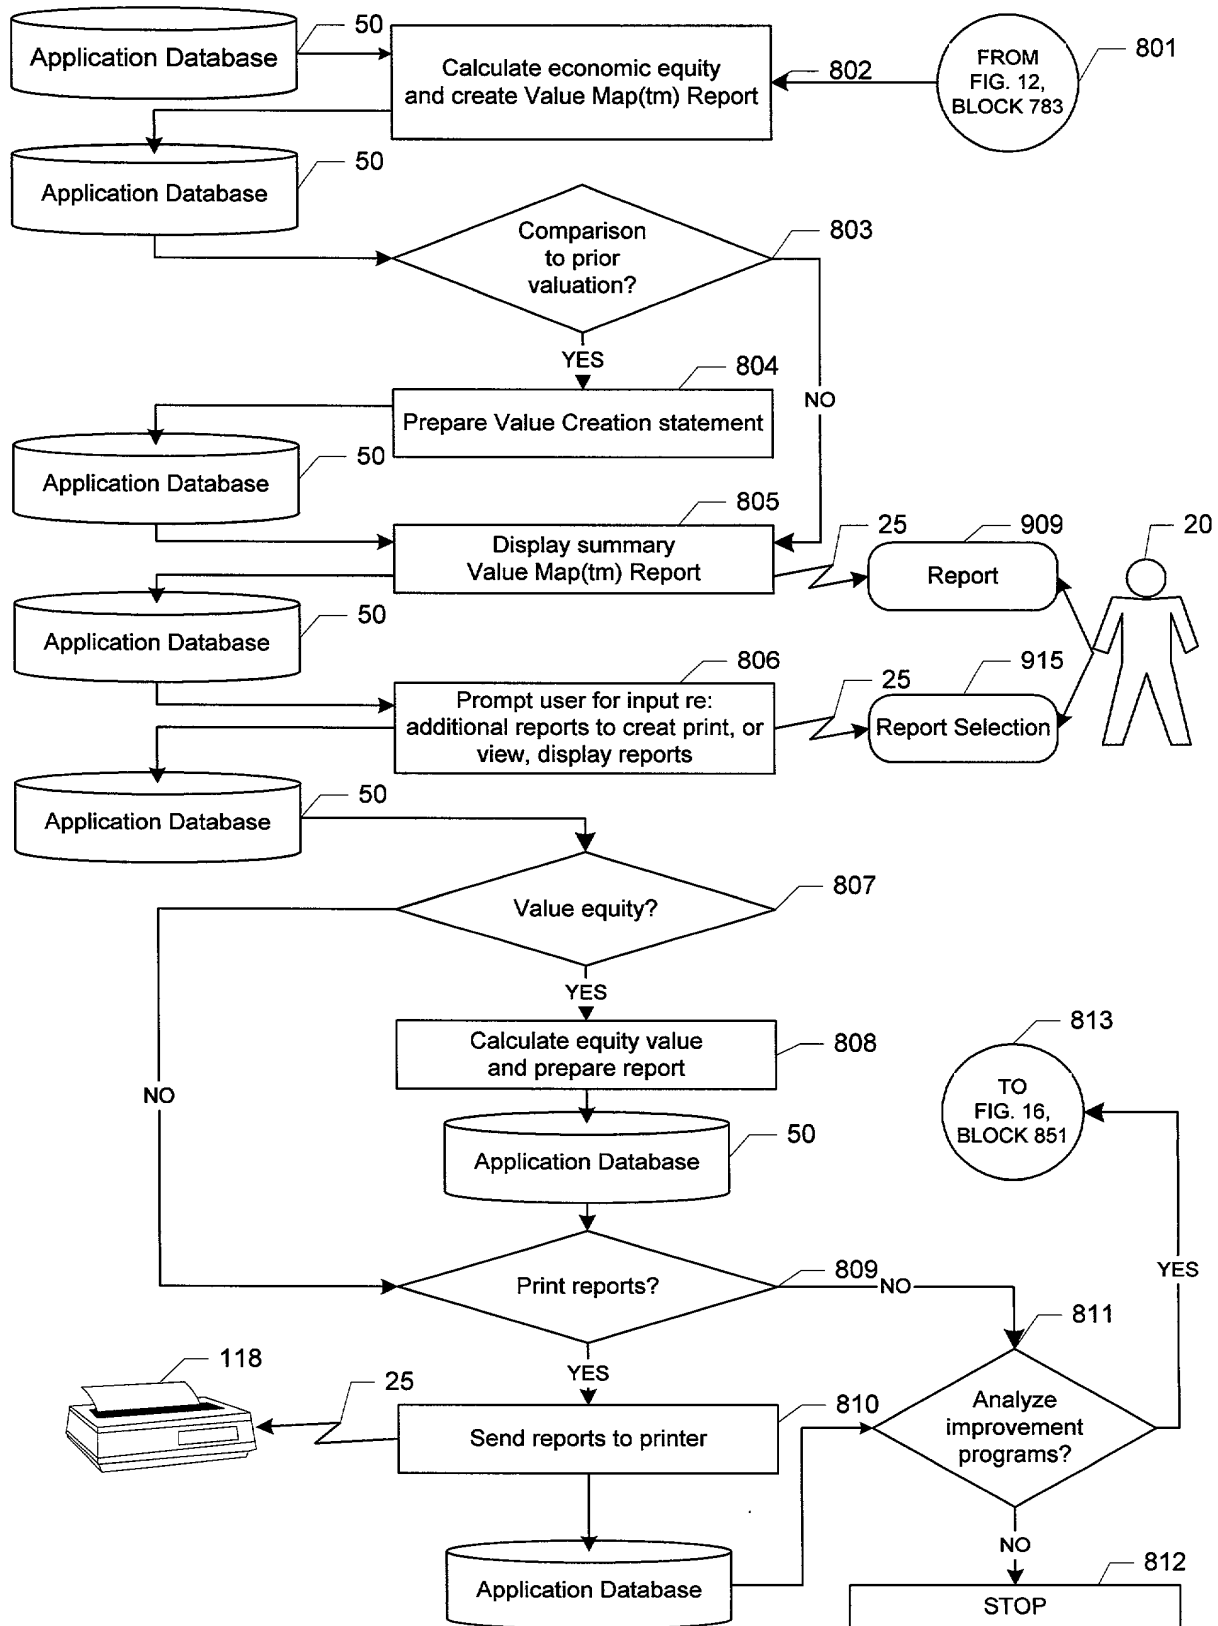 50
Application Database
Calculate economic equity
and create Value Map(tm) Report
802
FROM
FIG. 12,
BLOCK 783
801
50
Application Database
Comparison
to prior
valuation?
803
YES
NO
804
Prepare Value Creation statement
50
Application Database
805
Display summary
Value Map(tm) Report
25
909
Report
20
50
Application Database
806
Prompt user for input re:
additional reports to creat print, or
view, display reports
25
915
Report Selection
50
Application Database
Value equity?
807
YES
NO
Calculate equity value
and prepare report
808
813
TO
FIG. 16,
BLOCK 851
50
Application Database
Print reports?
809
NO
YES
811
118
25
YES
810
Send reports to printer
Analyze
improvement
programs?
NO
Application Database
812
STOP